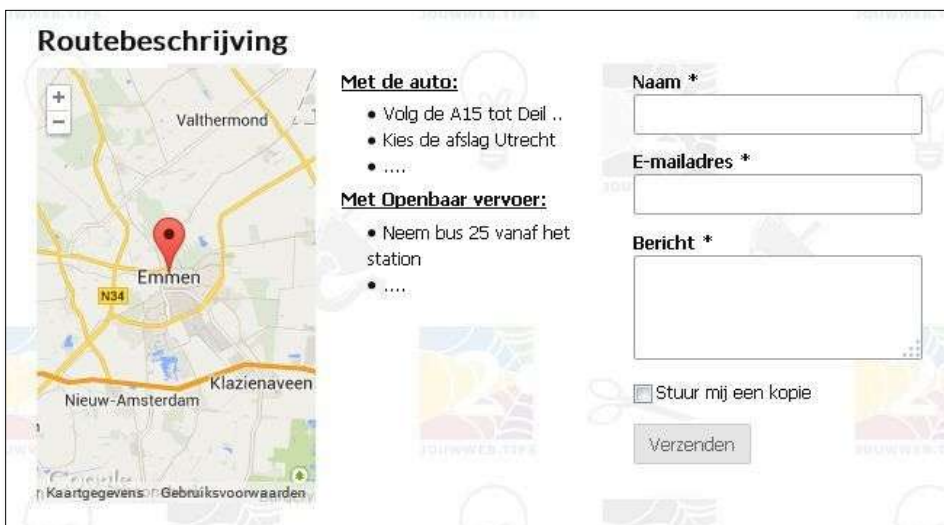 Routebeschrijving
+
−
Valthermond
Emmen
N34
Klazienaveen
Nieuw-Amsterdam
Kaartgegevens Gebruiksvoorwaarden
Met de auto:
• Volg de A15 tot Deil ..
• Kies de afslag Utrecht
• ....
Met Openbaar vervoer:
• Neem bus 25 vanaf het
station
• ....
Naam *
E-mailadres *
Bericht *
Stuur mij een kopie
Verzenden
JOUWWEB.TIPS